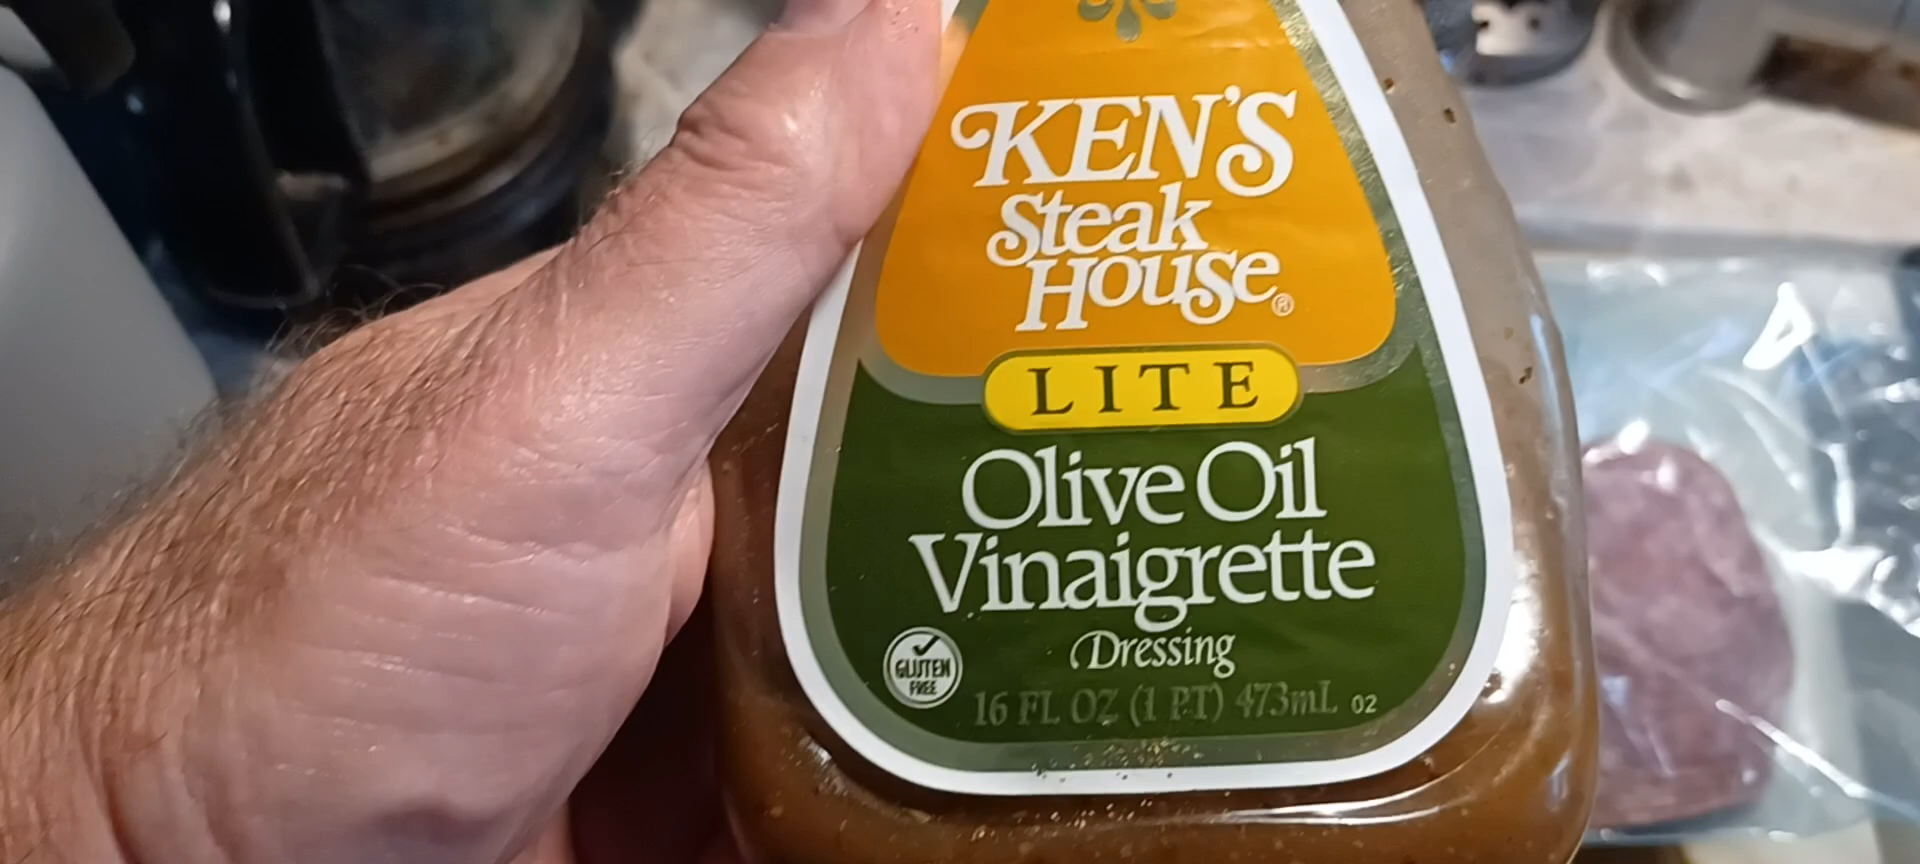 KEN'S
Steak
House®
LITE
Olive Oil
Vinaigrette
Dressing
GLUTEN
FREE
16 FL OZ (1 PT) 473mL 02